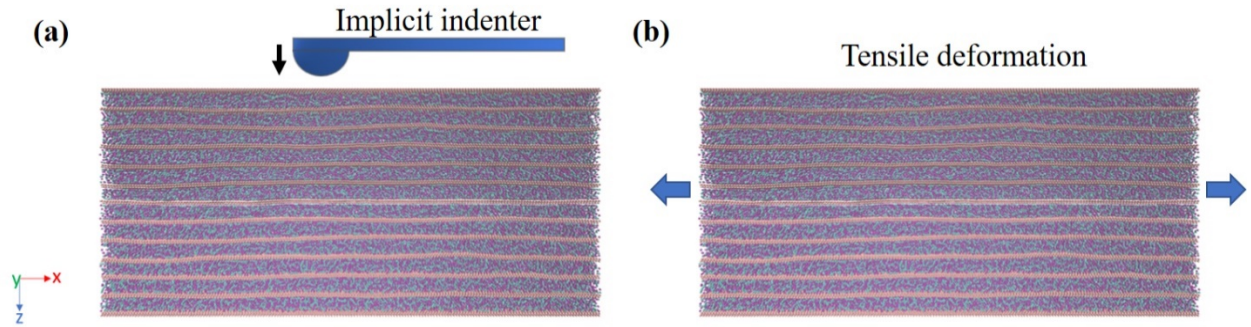 (a)
Implicit indenter
(b)
Tensile deformation
y
x
z